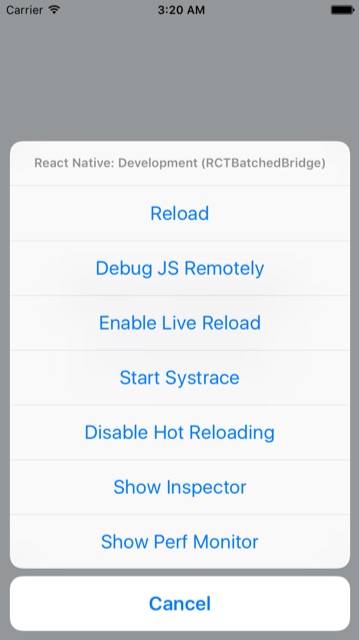 Carrier 3:20 AM
React Native: Development (RCTBatchedBridge)
Reload
Debug JS Remotely
Enable Live Reload
Start Systrace
Disable Hot Reloading
Show Inspector
Show Perf Monitor
Cancel